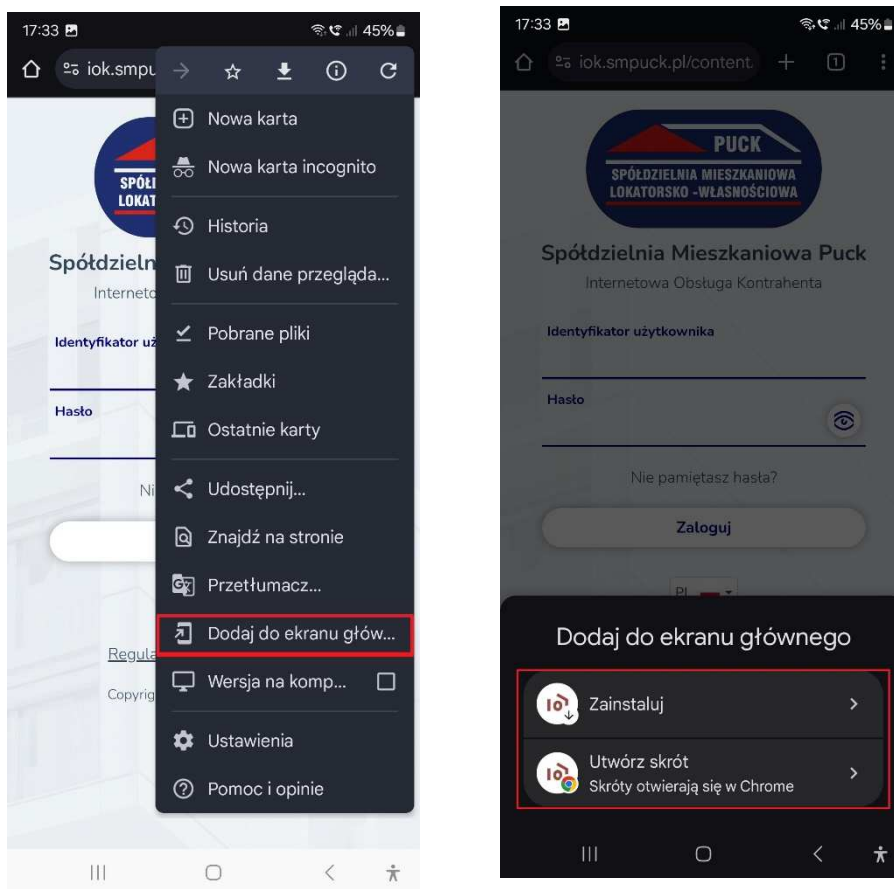 17:33
45%
iok.smpu
Nowa karta
Nowa karta incognito
Historia
Usuń dane przegląda...
Pobrane pliki
Zakładki
Ostatnie karty
Udostępnij...
Znajdź na stronie
Przetłumacz...
Dodaj do ekranu głów...
Wersja na komp...
Ustawienia
Pomoc i opinie
SPÓŁ
LOKAT
Spółdzieln
Interneto
Identyfikator uż
Hasło
Ni
Regula
Copyrig
17:33
45%
iok.smpuck.pl/content.
1
PUCK
SPÓŁDZIELNIA MIESZKANIOWA
LOKATORSKO -WŁASNOŚCIOWA
Spółdzielnia Mieszkaniowa Puck
Internetowa Obsługa Kontrahenta
Identyfikator użytkownika
Hasło
Nie pamiętasz hasła?
Zaloguj
PL
Dodaj do ekranu głównego
Zainstaluj
Utwórz skrót
Skróty otwierają się w Chrome